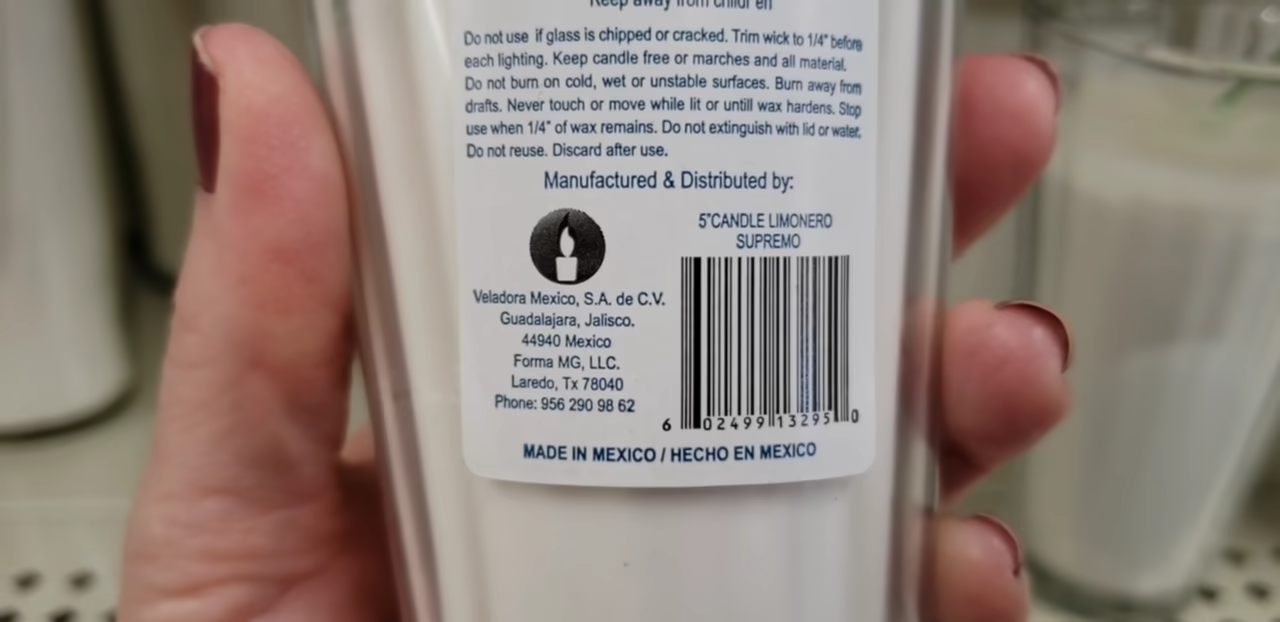 Keep away from children
Do not use if glass is chipped or cracked. Trim wick to 1/4" before
each lighting. Keep candle free or marches and all material.
Do not burn on cold, wet or unstable surfaces. Burn away from
drafts. Never touch or move while lit or untill wax hardens. Stop
use when 1/4" of wax remains. Do not extinguish with lid or water.
Do not reuse. Discard after use.
Manufactured & Distributed by:
5"CANDLE LIMONERO
SUPREMO
Veladora Mexico, S.A. de C.V.
Guadalajara, Jalisco.
44940 Mexico
Forma MG, LLC.
Laredo, Tx 78040
Phone: 956 290 98 62
6 02499 13295 0
MADE IN MEXICO / HECHO EN MEXICO